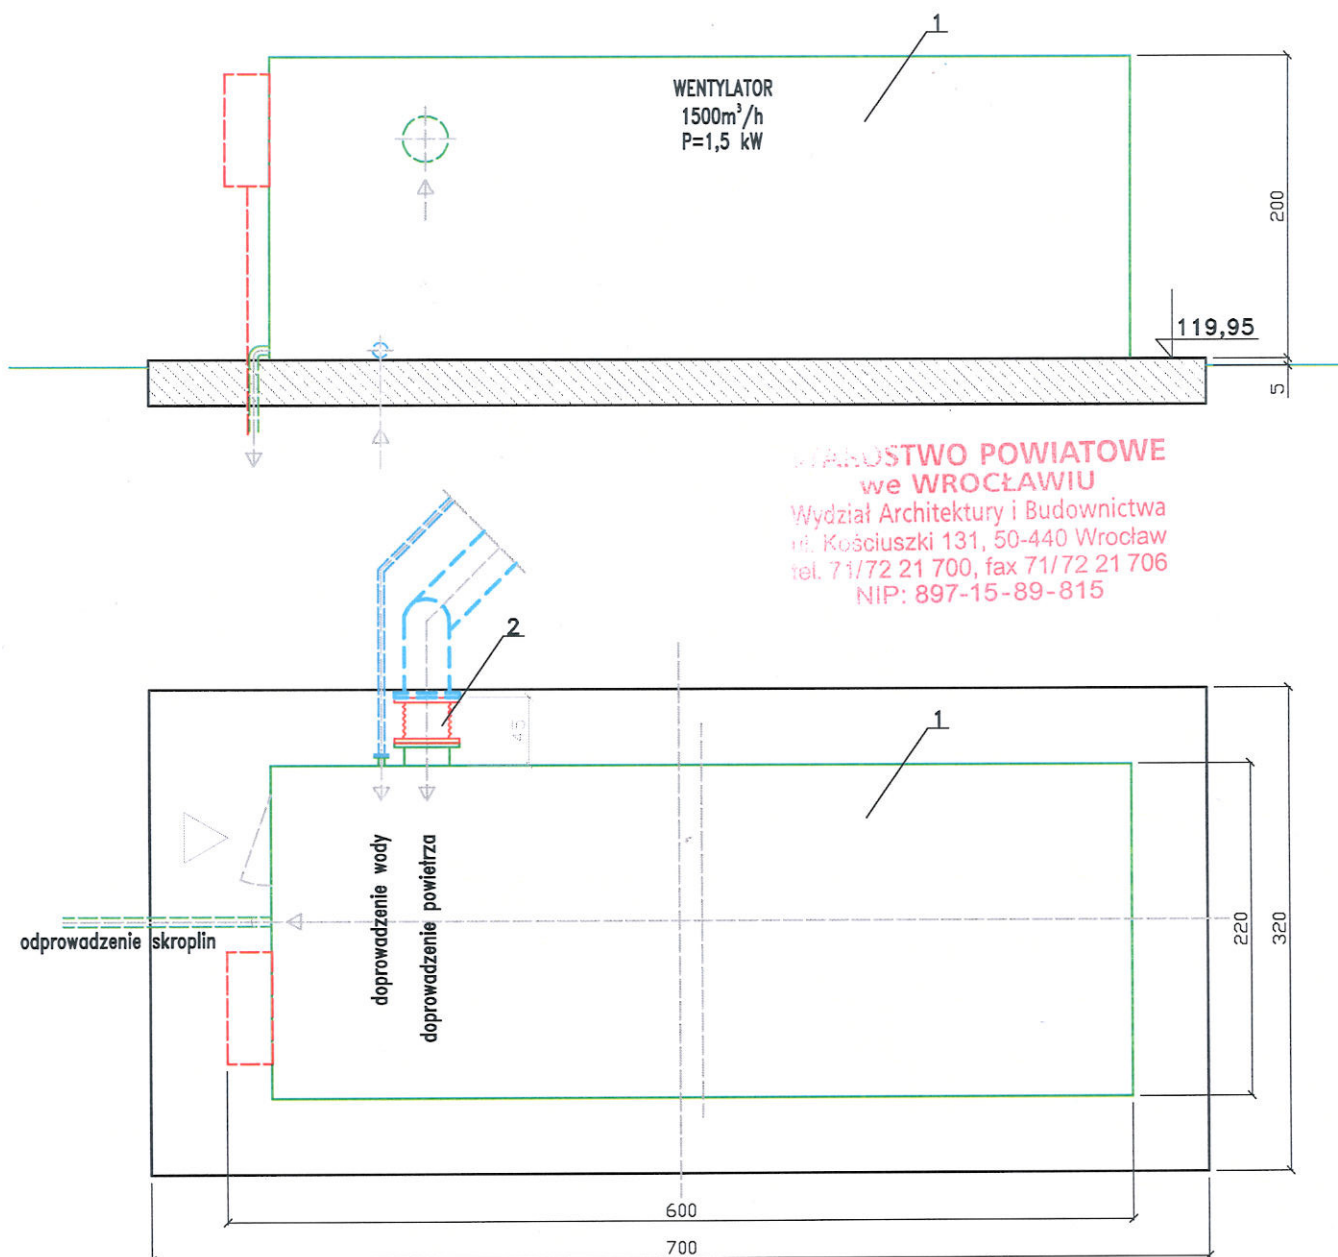 1
WENTYLATOR
1500m³/h
P=1,5 kW
200
119,95
5
STAROSTWO POWIATOWE
we WROCŁAWIU
Wydział Architektury i Budownictwa
ul. Kościuszki 131, 50-440 Wrocław
tel. 71/72 21 700, fax 71/72 21 706
NIP: 897-15-89-815
2
45
1
doprowadzenie wody
doprowadzenie powietrza
odprowadzenie skroplin
220
320
600
700